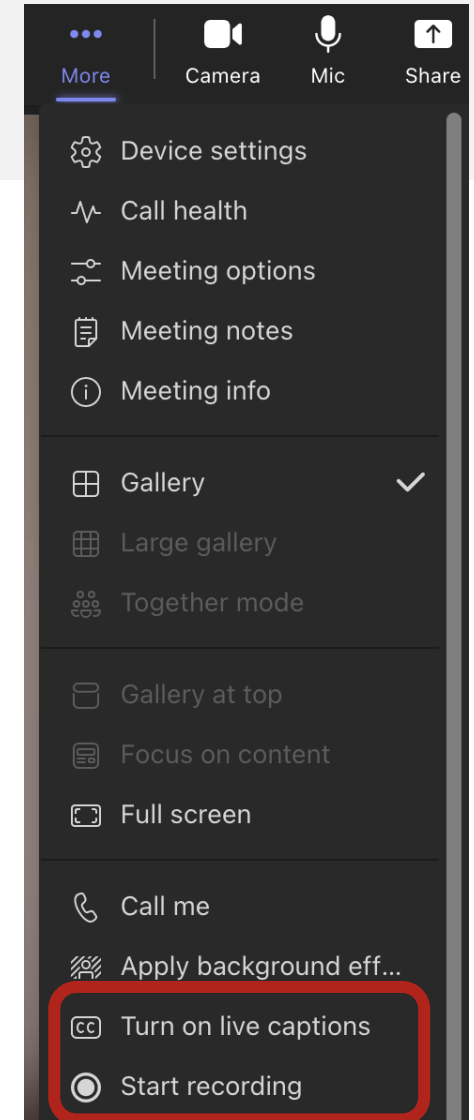 More Camera Mic Share
Device settings
Call health
Meeting options
Meeting notes
Meeting info
Gallery
Large gallery
Together mode
Gallery at top
Focus on content
Full screen
Call me
Apply background eff...
CC Turn on live captions
Start recording